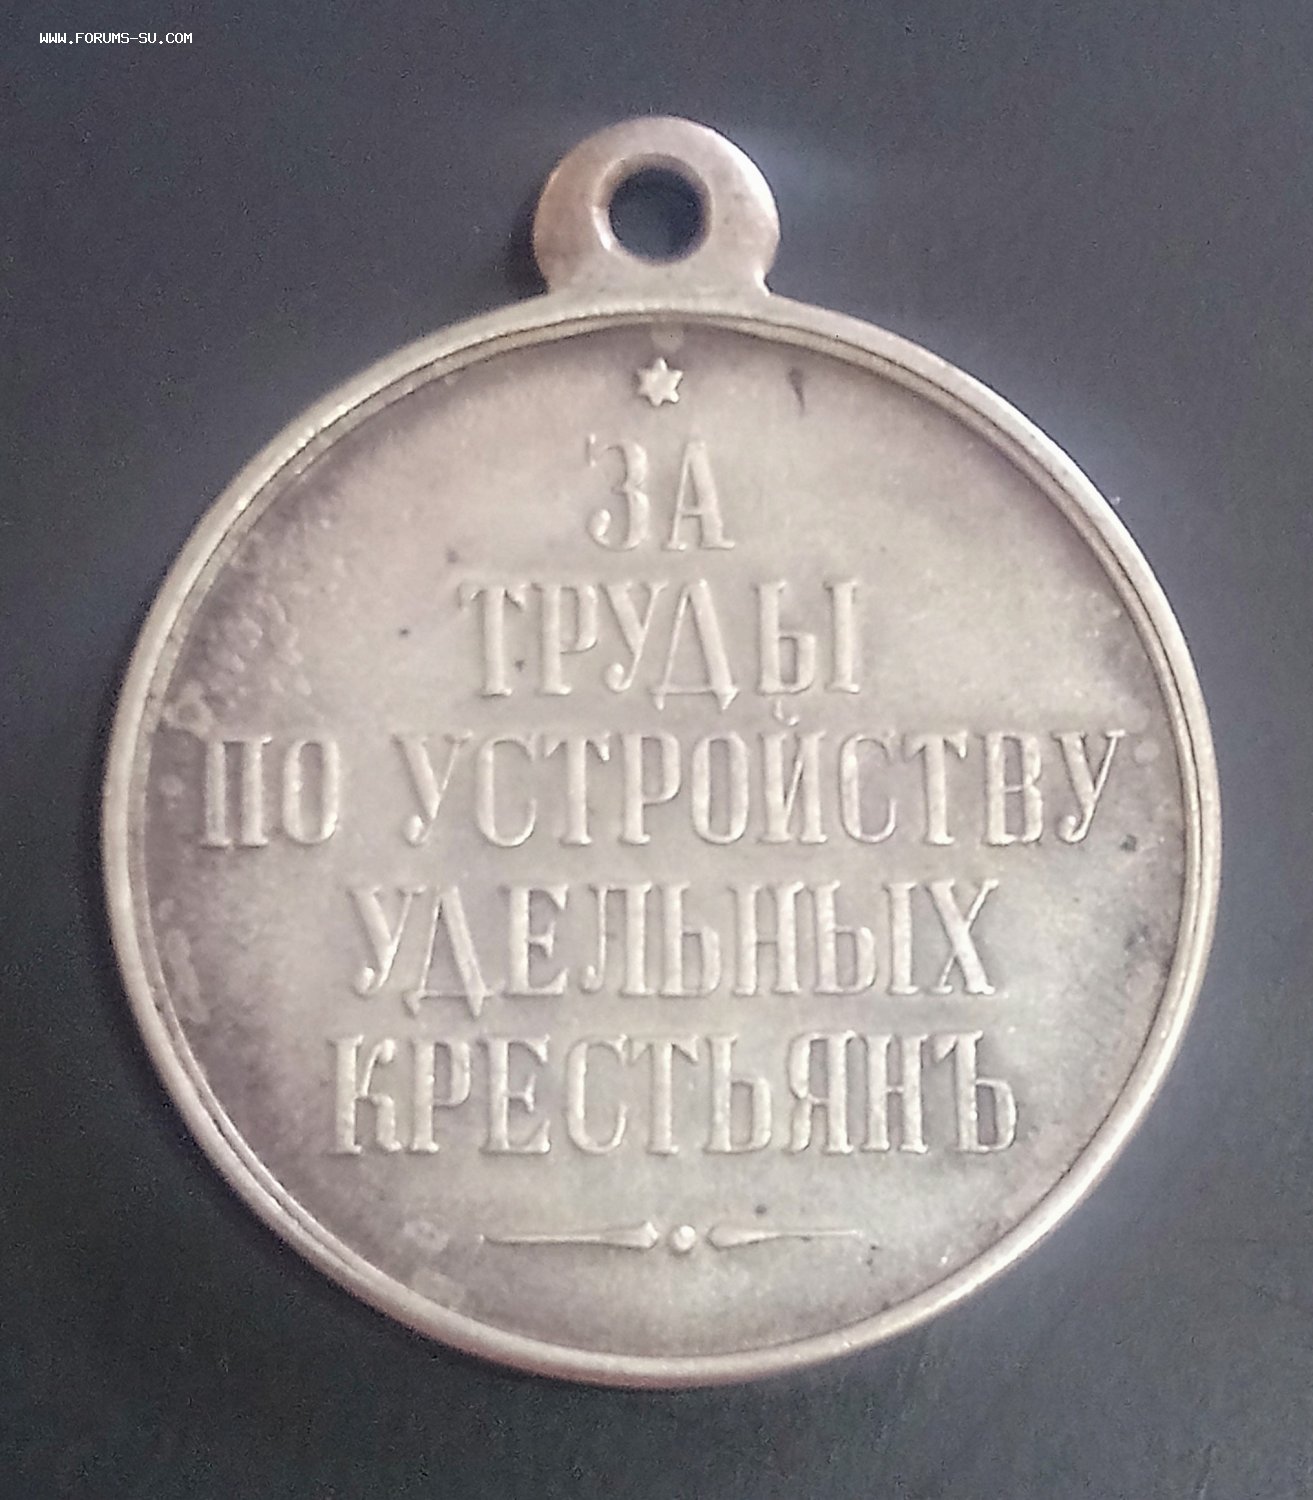 WWW.FORUMS-SU.COM
ЗА
ТРУДЫ
ПО УСТРОЙСТВУ
УДЕЛЬНЫХ
КРЕСТЬЯНЪ